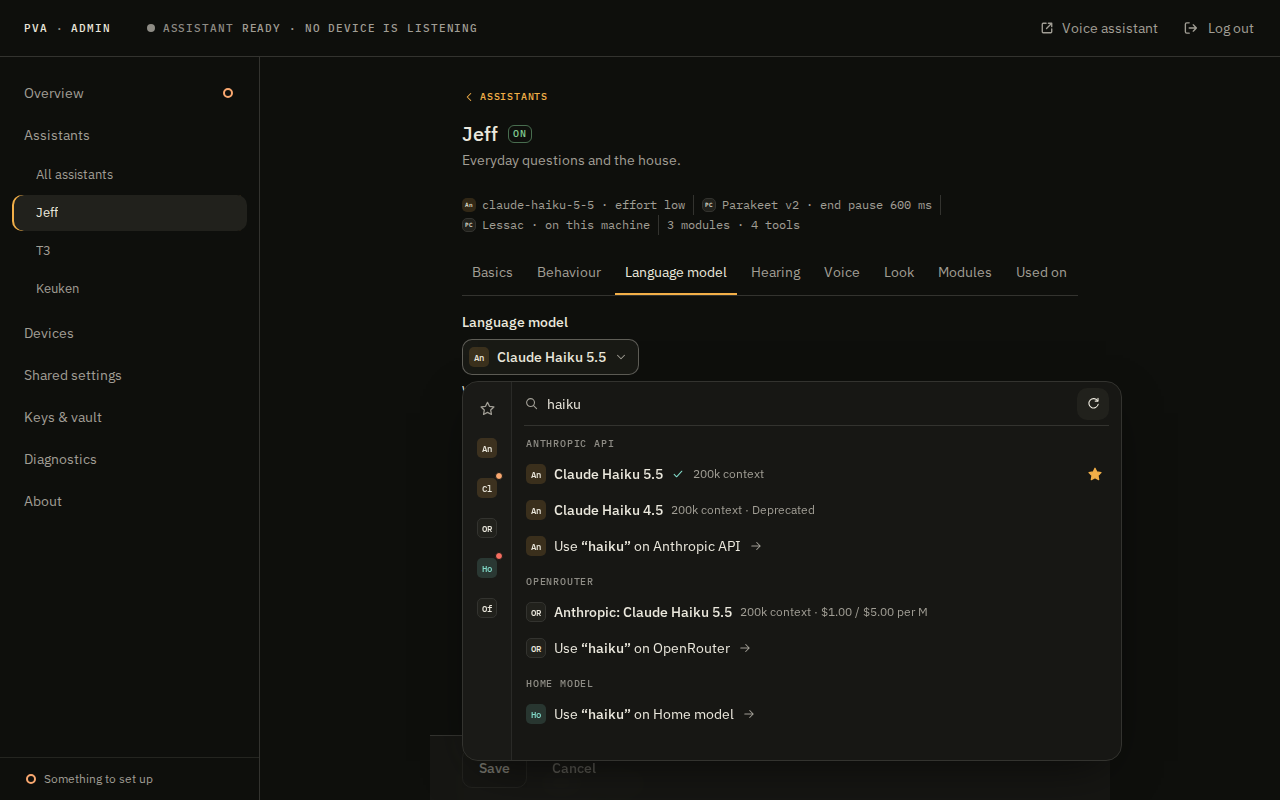 PVA · ADMIN
ASSISTANT READY · NO DEVICE IS LISTENING
Voice assistant
Log out
Overview
Assistants
All assistants
Jeff
T3
Keuken
Devices
Shared settings
Keys & vault
Diagnostics
About
Something to set up
ASSISTANTS
Jeff ON
Everyday questions and the house.
An claude-haiku-5-5 · effort low PC Parakeet v2 · end pause 600 ms
PC Lessac · on this machine 3 modules · 4 tools
Basics Behaviour Language model Hearing Voice Look Modules Used on
Language model
An Claude Haiku 5.5
An
Cl
OR
Ho
Of
haiku
ANTHROPIC API
An Claude Haiku 5.5 200k context
An Claude Haiku 4.5 200k context · Deprecated
An Use “haiku” on Anthropic API →
OPENROUTER
OR Anthropic: Claude Haiku 5.5 200k context · $1.00 / $5.00 per M
OR Use “haiku” on OpenRouter →
HOME MODEL
Ho Use “haiku” on Home model →
Save Cancel